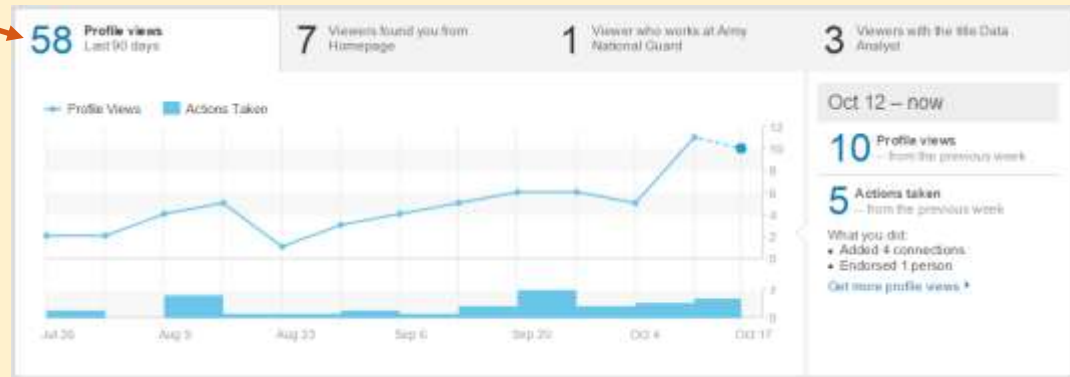 58 Profile views
Last 90 days
7 Viewers found you from
Homepage
1 Viewer who works at Army
National Guard
3 Viewers with the title Data
Analyst
Profile Views Actions Taken
12
10
8
6
4
2
0
2
0
Jul 26 Aug 9 Aug 23 Sep 6 Sep 20 Oct 4 Oct 17
Oct 12 – now
10 Profile views
-- from the previous week
5 Actions taken
-- from the previous week
What you did:
• Added 4 connections
• Endorsed 1 person
Get more profile views